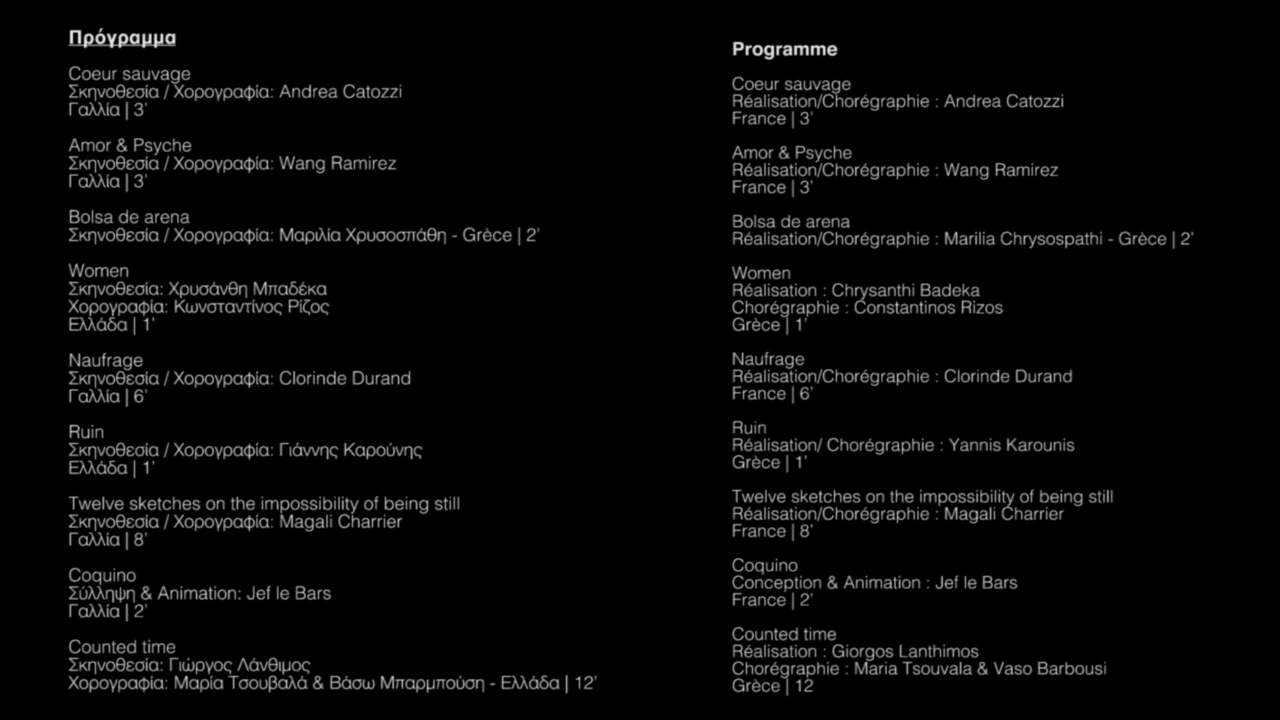 Πρόγραμμα
Coeur sauvage
Σκηνοθεσία / Χορογραφία: Andrea Catozzi
Γαλλία | 3’
Amor & Psyche
Σκηνοθεσία / Χορογραφία: Wang Ramirez
Γαλλία | 3’
Bolsa de arena
Σκηνοθεσία / Χορογραφία: Μαριλία Χρυσοσπάθη - Grèce | 2’
Women
Σκηνοθεσία: Χρυσάνθη Μπαδέκα
Χορογραφία: Κωνσταντίνος Ρίζος
Ελλάδα | 1’
Naufrage
Σκηνοθεσία / Χορογραφία: Clorinde Durand
Γαλλία | 6’
Ruin
Σκηνοθεσία / Χορογραφία: Γιάννης Καρούνης
Ελλάδα | 1’
Twelve sketches on the impossibility of being still
Σκηνοθεσία / Χορογραφία: Magali Charrier
Γαλλία | 8’
Coquino
Σύλληψη & Animation: Jef le Bars
Γαλλία | 2’
Counted time
Σκηνοθεσία: Γιώργος Λάνθιμος
Χορογραφία: Μαρία Τσουβαλά & Βάσω Μπαρμπούση - Ελλάδα | 12’
Programme
Coeur sauvage
Réalisation/Chorégraphie : Andrea Catozzi
France | 3’
Amor & Psyche
Réalisation/Chorégraphie : Wang Ramirez
France | 3’
Bolsa de arena
Réalisation/Chorégraphie : Marilia Chrysospathi - Grèce | 2’
Women
Réalisation : Chrysanthi Badeka
Chorégraphie : Constantinos Rizos
Grèce | 1’
Naufrage
Réalisation/Chorégraphie : Clorinde Durand
France | 6’
Ruin
Réalisation/ Chorégraphie : Yannis Karounis
Grèce | 1’
Twelve sketches on the impossibility of being still
Réalisation/Chorégraphie : Magali Charrier
France | 8’
Coquino
Conception & Animation : Jef le Bars
France | 2’
Counted time
Réalisation : Giorgos Lanthimos
Chorégraphie : Maria Tsouvala & Vaso Barbousi
Grèce | 12